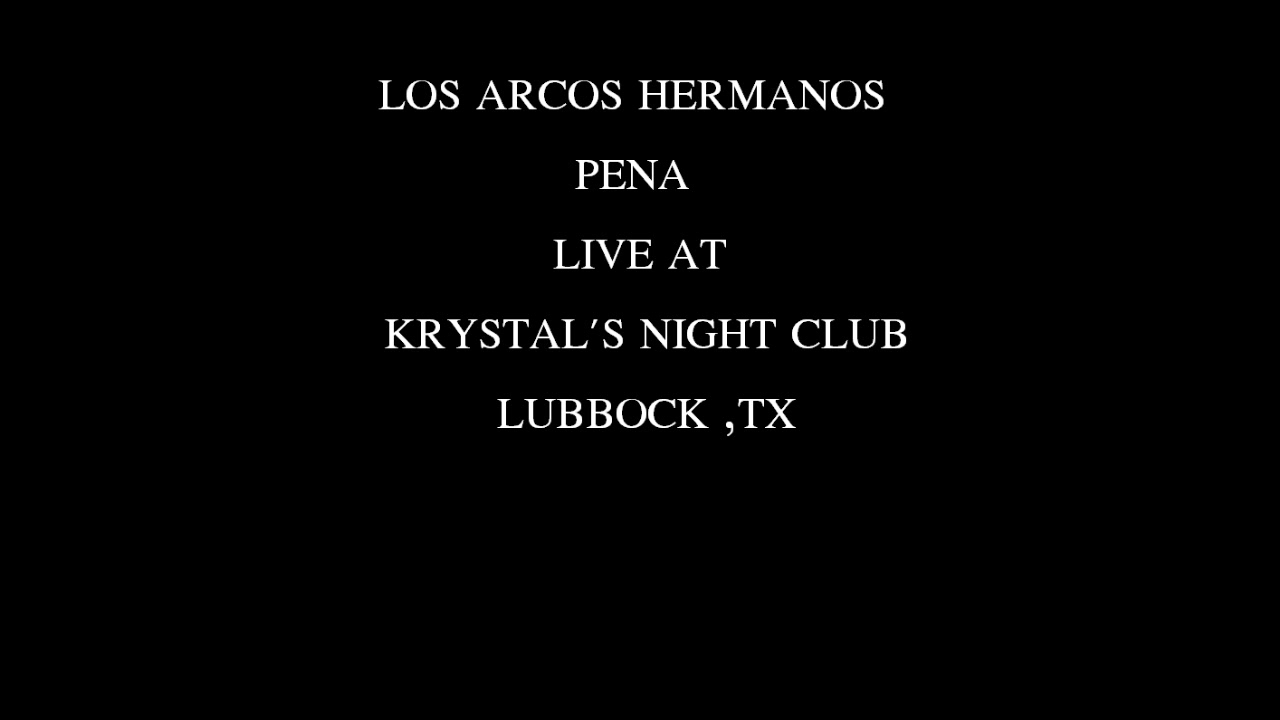 LOS ARCOS HERMANOS
PENA
LIVE AT
KRYSTAL'S NIGHT CLUB
LUBBOCK ,TX